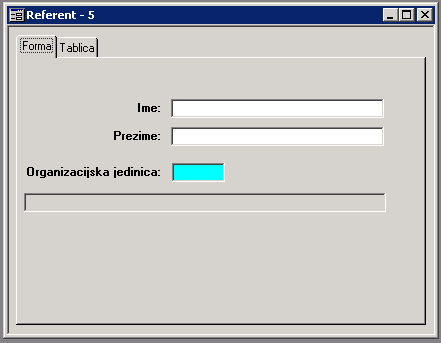 Referent - 5
Forma Tablica
Ime:
Prezime:
Organizacijska jedinica: